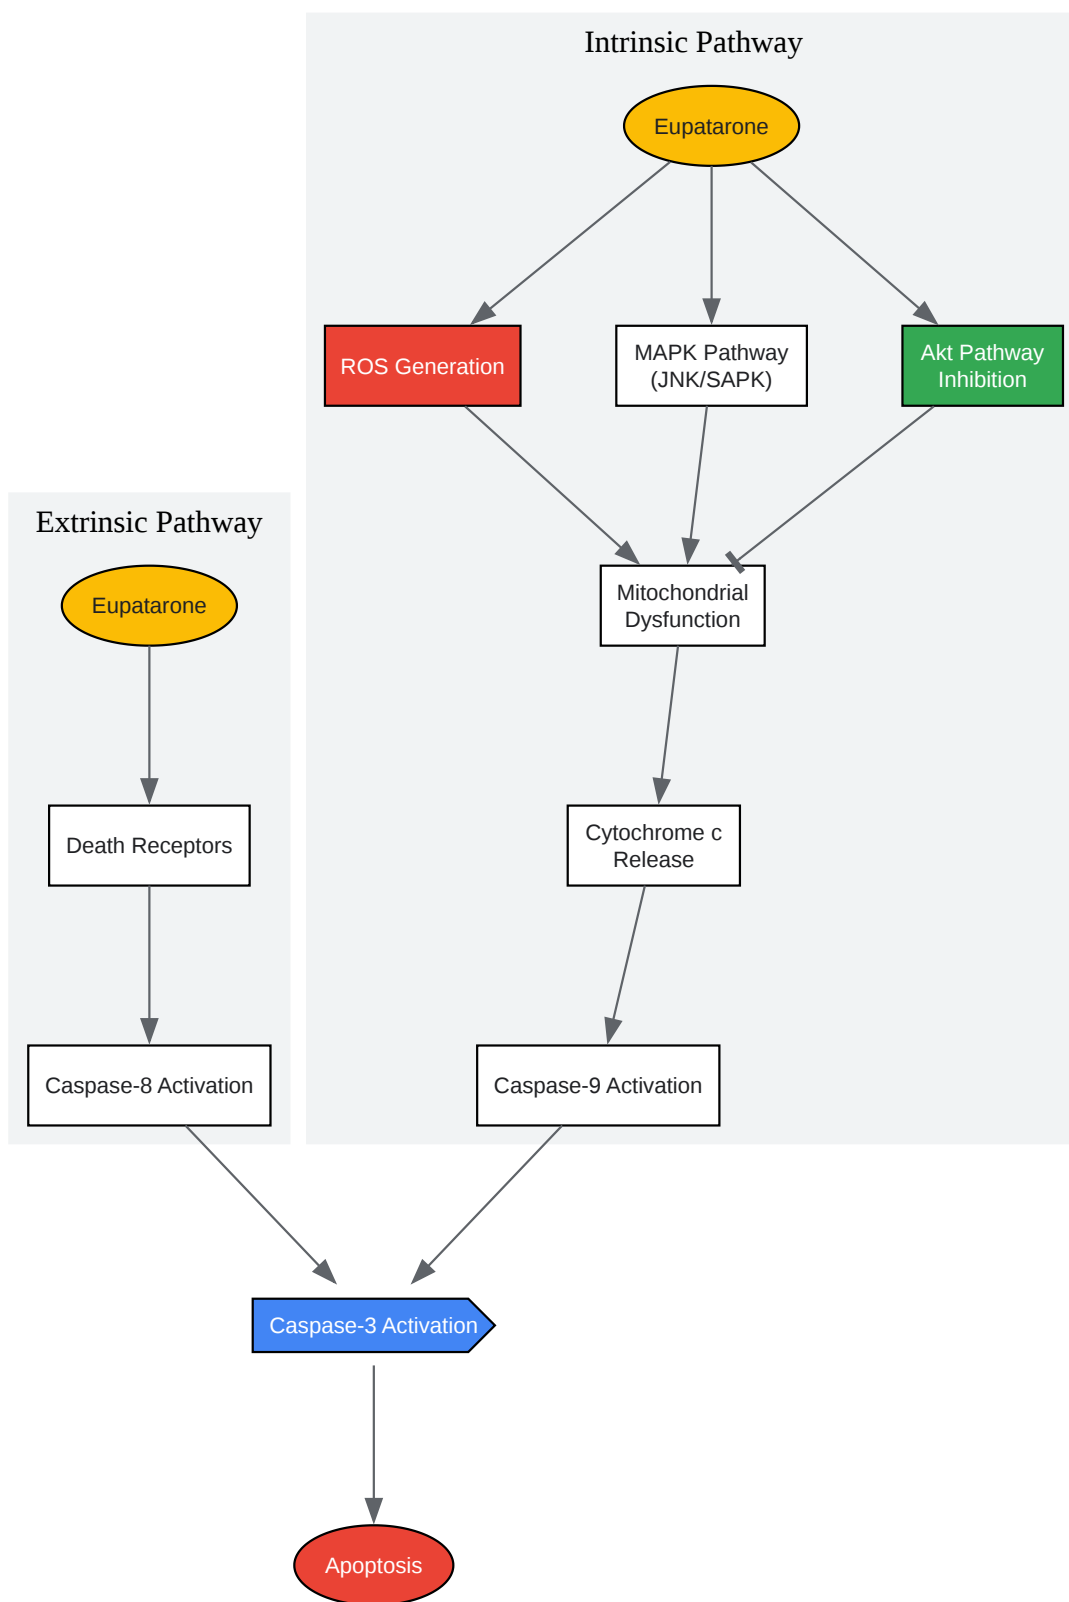 Intrinsic Pathway
Eupatarone
ROS Generation
MAPK Pathway
(JNK/SAPK)
Akt Pathway
Inhibition
Extrinsic Pathway
Eupatarone
Mitochondrial
Dysfunction
Death Receptors
Cytochrome c
Release
Caspase-8 Activation
Caspase-9 Activation
Caspase-3 Activation
Apoptosis